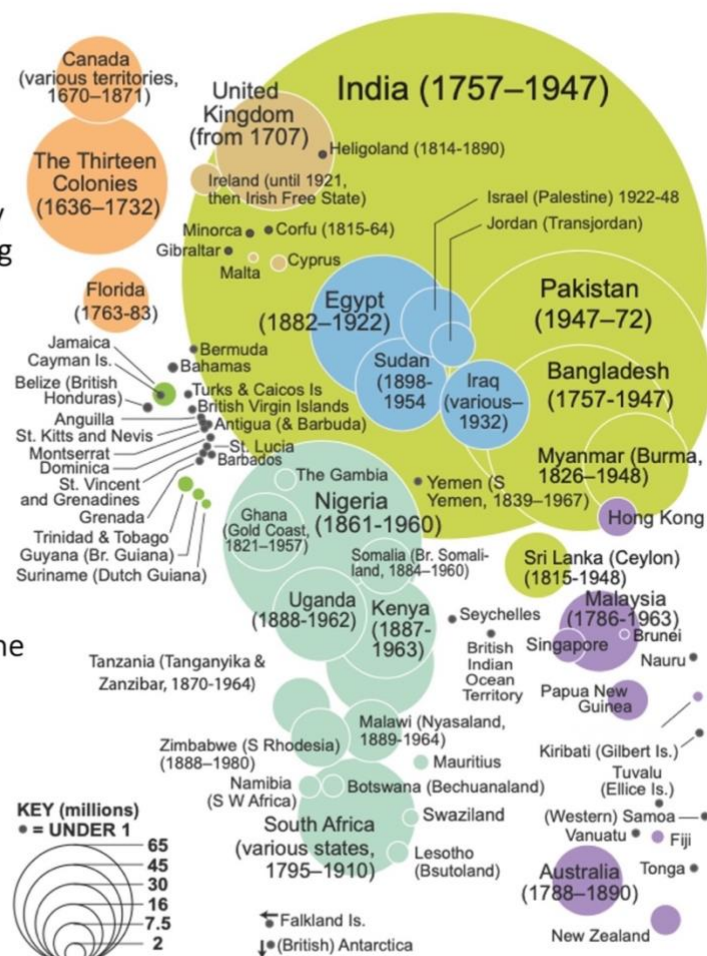 Canada
(various territories,
1670–1871)
The Thirteen
Colonies
(1636–1732)
Florida
(1763-83)
United
Kingdom
(from 1707)
India (1757–1947)
Heligoland (1814-1890)
Ireland (until 1921,
then Irish Free State)
Minorca
Corfu (1815-64)
Gibraltar
Malta
Cyprus
Israel (Palestine) 1922-48
Jordan (Transjordan)
Egypt
(1882–1922)
Sudan
(1898-
1954
Iraq
(various–
1932)
Pakistan
(1947–72)
Bangladesh
(1757-1947)
Myanmar (Burma,
1826–1948)
Hong Kong
Jamaica
Cayman Is.
Belize (British
Honduras)
Anguilla
St. Kitts and Nevis
Montserrat
Dominica
St. Vincent
and Grenadines
Grenada
Trinidad & Tobago
Guyana (Br. Guiana)
Suriname (Dutch Guiana)
Bermuda
Bahamas
Turks & Caicos Is
British Virgin Islands
Antigua (& Barbuda)
St. Lucia
Barbados
The Gambia
Nigeria
(1861-1960)
Ghana
(Gold Coast,
1821–1957)
Yemen (S
Yemen, 1839–1967)
Somalia (Br. Somali-
land, 1884–1960)
Uganda
(1888-1962)
Kenya
(1887-
1963)
Tanzania (Tanganyika &
Zanzibar, 1870-1964)
Seychelles
British
Indian
Ocean
Territory
Sri Lanka (Ceylon)
(1815-1948)
Malaysia
(1786-1963)
Singapore
Brunei
Nauru
Papua New
Guinea
Kiribati (Gilbert Is.)
Tuvalu
(Ellice Is.)
(Western) Samoa
Vanuatu
Fiji
Tonga
Australia
(1788–1890)
New Zealand
Malawi (Nyasaland,
1889-1964)
Zimbabwe (S Rhodesia)
(1888–1980)
Mauritius
Namibia
(S W Africa)
Botswana (Bechuanaland)
South Africa
(various states,
1795–1910)
Swaziland
Lesotho
(Bsutoland)
Falkland Is.
(British) Antarctica
KEY (millions)
= UNDER 1
65
45
30
16
7.5
2